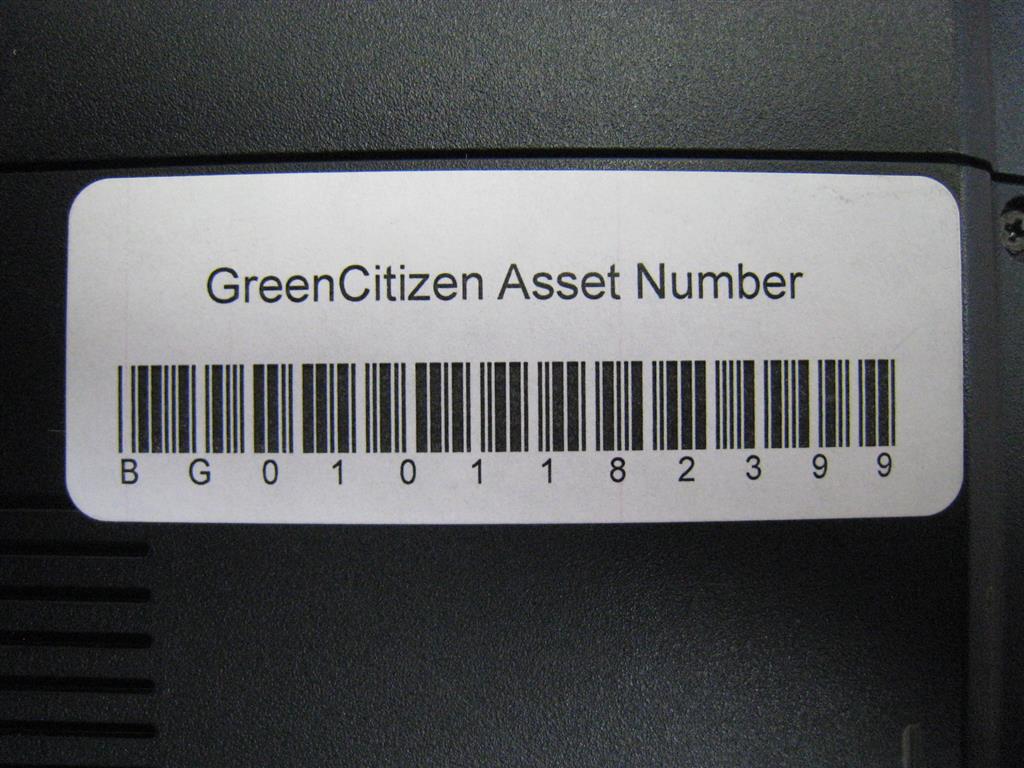 GreenCitizen Asset Number
B G 0 1 0 1 1 8 2 3 9 9